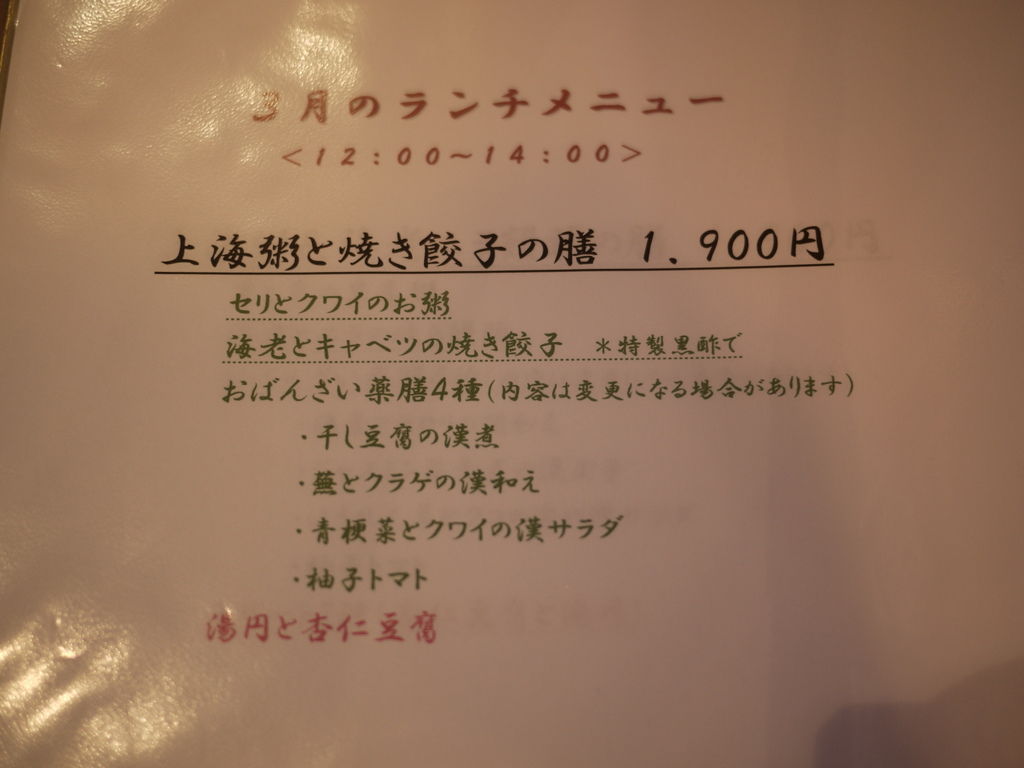 3月のランチメニュー
<12:00～14:00>
上海粥と焼き餃子の膳 1.900円
セリとクワイのお粥
海老とキャベツの焼き餃子 ＊特製黒酢で
おばんざい薬膳4種(内容は変更になる場合があります)
・干し豆腐の漢煮
・蕪とクラゲの漢和え
・青梗菜とクワイの漢サラダ
・柚子トマト
湯円と杏仁豆腐